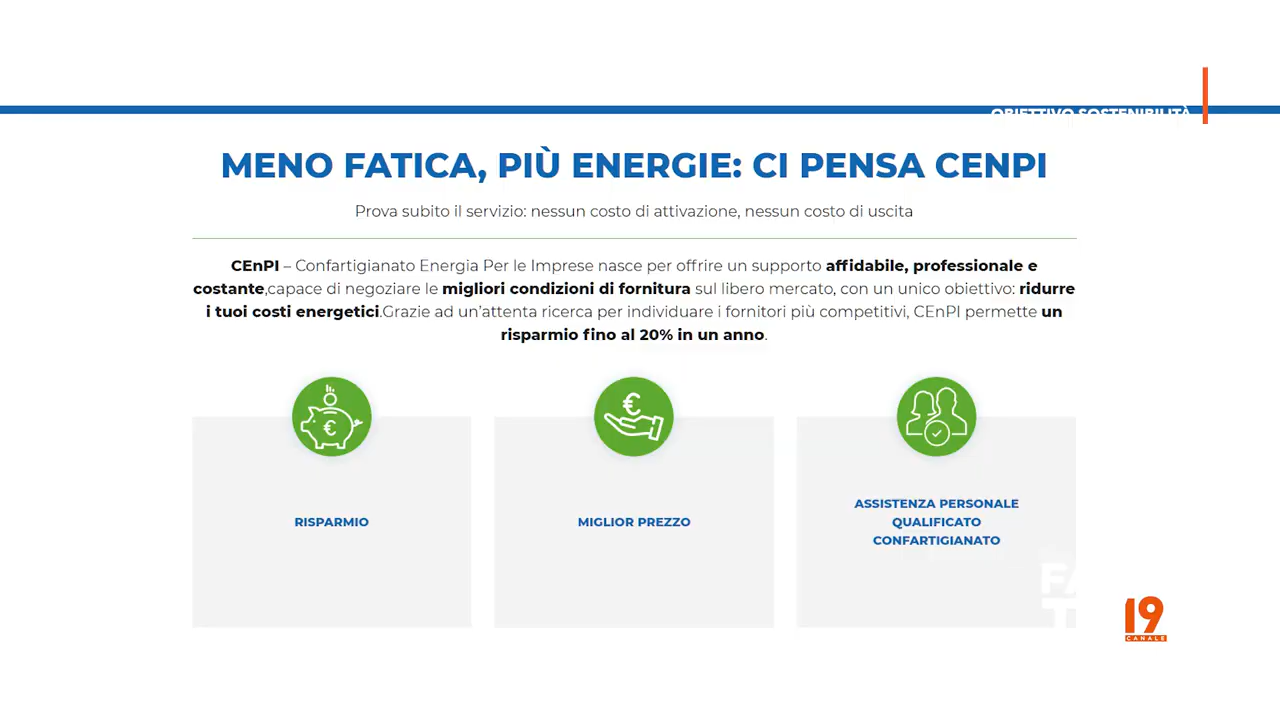 OBIETTIVO SOSTENIBILITÀ
MENO FATICA, PIÙ ENERGIE: CI PENSA CENPI
Prova subito il servizio: nessun costo di attivazione, nessun costo di uscita
CEnPI – Confartigianato Energia Per le Imprese nasce per offrire un supporto affidabile, professionale e
costante,capace di negoziare le migliori condizioni di fornitura sul libero mercato, con un unico obiettivo: ridurre
i tuoi costi energetici.Grazie ad un'attenta ricerca per individuare i fornitori più competitivi, CEnPI permette un
risparmio fino al 20% in un anno.
RISPARMIO
MIGLIOR PREZZO
ASSISTENZA PERSONALE
QUALIFICATO
CONFARTIGIANATO
19
CANALE